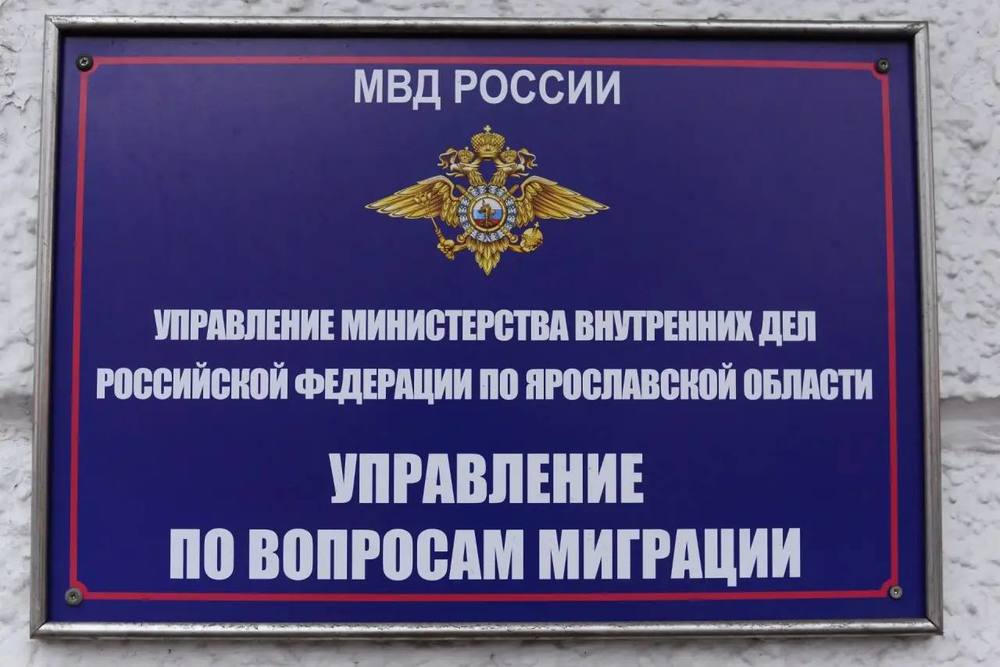 МВД РОССИИ
УПРАВЛЕНИЕ МИНИСТЕРСТВА ВНУТРЕННИХ ДЕЛ
РОССИЙСКОЙ ФЕДЕРАЦИИ ПО ЯРОСЛАВСКОЙ ОБЛАСТИ
УПРАВЛЕНИЕ
ПО ВОПРОСАМ МИГРАЦИИ